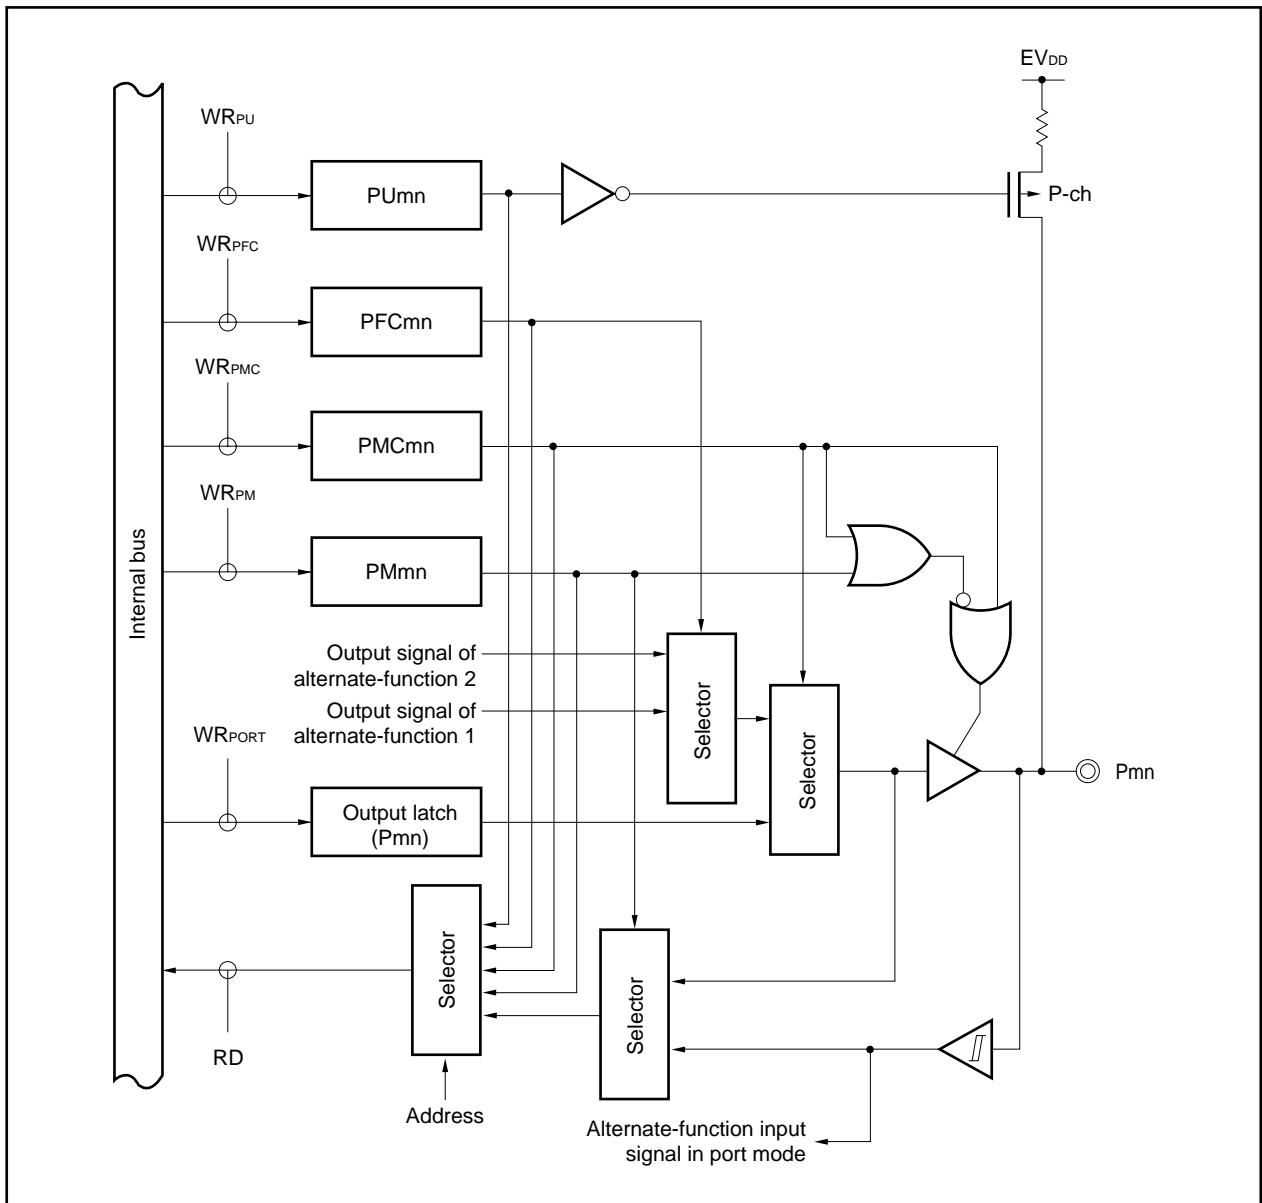 EVDD
WRPU
PUmn
P-ch
WRPFC
PFCmn
WRPMC
PMCmn
WRPM
PMmn
Internal bus
Output signal of
alternate-function 2
Output signal of
alternate-function 1
Selector
Selector
WRPORT
Output latch
(Pmn)
Pmn
Selector
Selector
RD
Address
Alternate-function input
signal in port mode